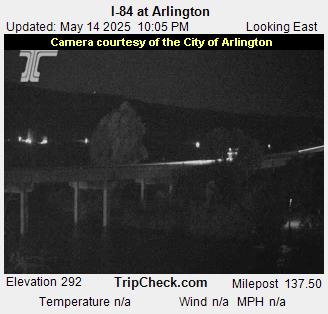 I-84 at Arlington
Updated: May 14 2025 10:05 PM Looking East
Camera courtesy of the City of Arlington
Elevation 292 TripCheck.com Milepost 137.50
Temperature n/a Wind n/a MPH n/a